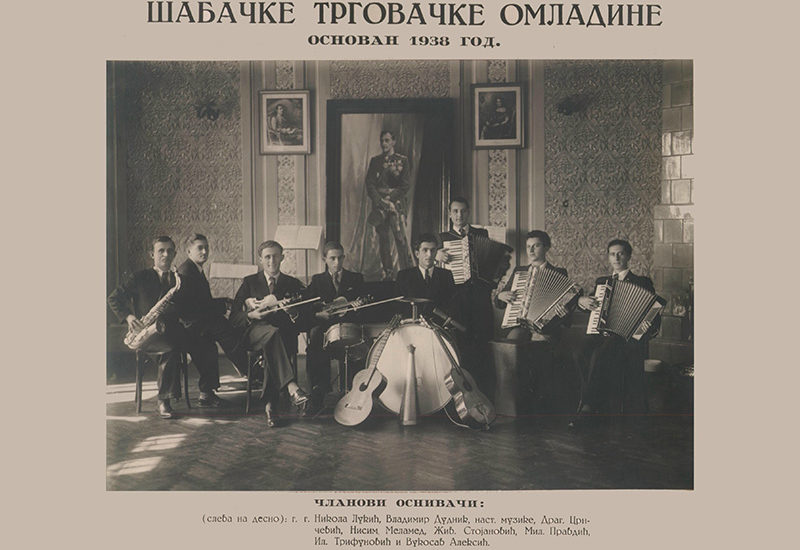 ШАБАЧКЕ ТРГОВАЧКЕ ОМЛАДИНЕ
ОСНОВАН 1938 ГОД.
ЧЛАНОВИ ОСНИВАЧИ:
(слева на десно): г. г. Никола Лукић, Владимир Дудник, наст. музике, Драг. Црн-
чевић, Нисим Меламед, Жив. Стојановић, Мил. Правдић,
Ил. Трифуновић и Вукосав Алексић.